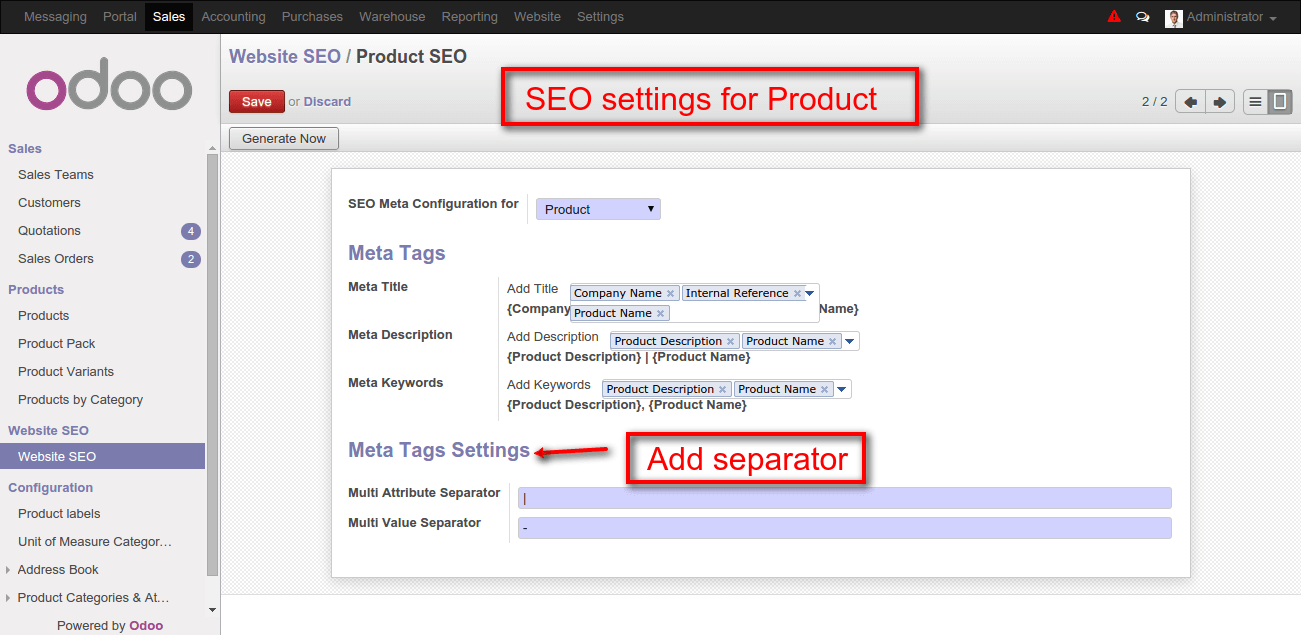 Messaging Portal Sales Accounting Purchases Warehouse Reporting Website Settings Administrator
odoo
Sales
Sales Teams
Customers
Quotations 4
Sales Orders 2
Products
Products
Product Pack
Product Variants
Products by Category
Website SEO
Website SEO
Configuration
Product labels
Unit of Measure Categor...
Address Book
Product Categories & At...
Powered by Odoo
Website SEO / Product SEO
Save or Discard
SEO settings for Product
2 / 2
Generate Now
SEO Meta Configuration for Product
Meta Tags
Meta Title Add Title Company Name × Internal Reference ×
{Company Product Name × Name}
Meta Description Add Description Product Description × Product Name ×
{Product Description} | {Product Name}
Meta Keywords Add Keywords Product Description × Product Name ×
{Product Description}, {Product Name}
Meta Tags Settings
Add separator
Multi Attribute Separator |
Multi Value Separator -